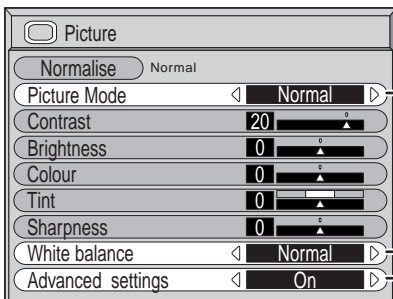 Picture
Normalise Normal
Picture Mode Normal
Contrast 20
Brightness 0
Colour 0
Tint 0
Sharpness 0
White balance Normal
Advanced settings On